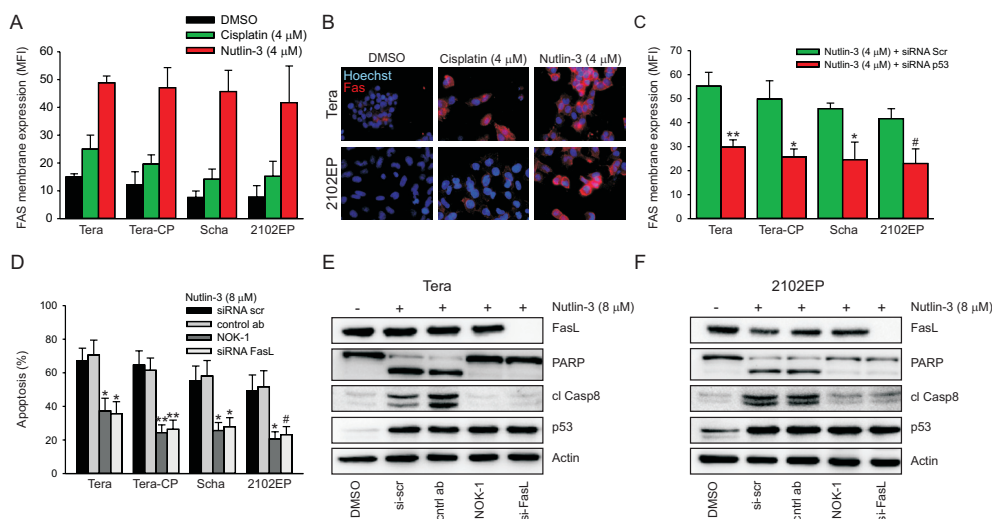 A
DMSO
Cisplatin (4 µM)
Nutlin-3 (4 µM)
FAS membrane expression (MFI)
60
50
40
30
20
10
0
Tera
Tera-CP
Scha
2102EP
B
DMSO
Cisplatin (4 µM)
Nutlin-3 (4 µM)
Hoechst
Fas
Tera
2102EP
C
Nutlin-3 (4 µM) + siRNA Scr
Nutlin-3 (4 µM) + siRNA p53
FAS membrane expression (MFI)
70
60
50
40
30
20
10
0
** * * #
Tera
Tera-CP
Scha
2102EP
D
Nutlin-3 (8 µM)
siRNA scr
control ab
NOK-1
siRNA FasL
Apoptosis (%)
100
80
60
40
20
0
* * ** ** * * * #
Tera
Tera-CP
Scha
2102EP
E
Tera
- + + + + Nutlin-3 (8 µM)
FasL
PARP
cl Casp8
p53
Actin
DMSO
si-scr
cntrl ab
NOK-1
si-FasL
F
2102EP
- + + + + Nutlin-3 (8 µM)
FasL
PARP
cl Casp8
p53
Actin
DMSO
si-scr
cntrl ab
NOK-1
si-FasL